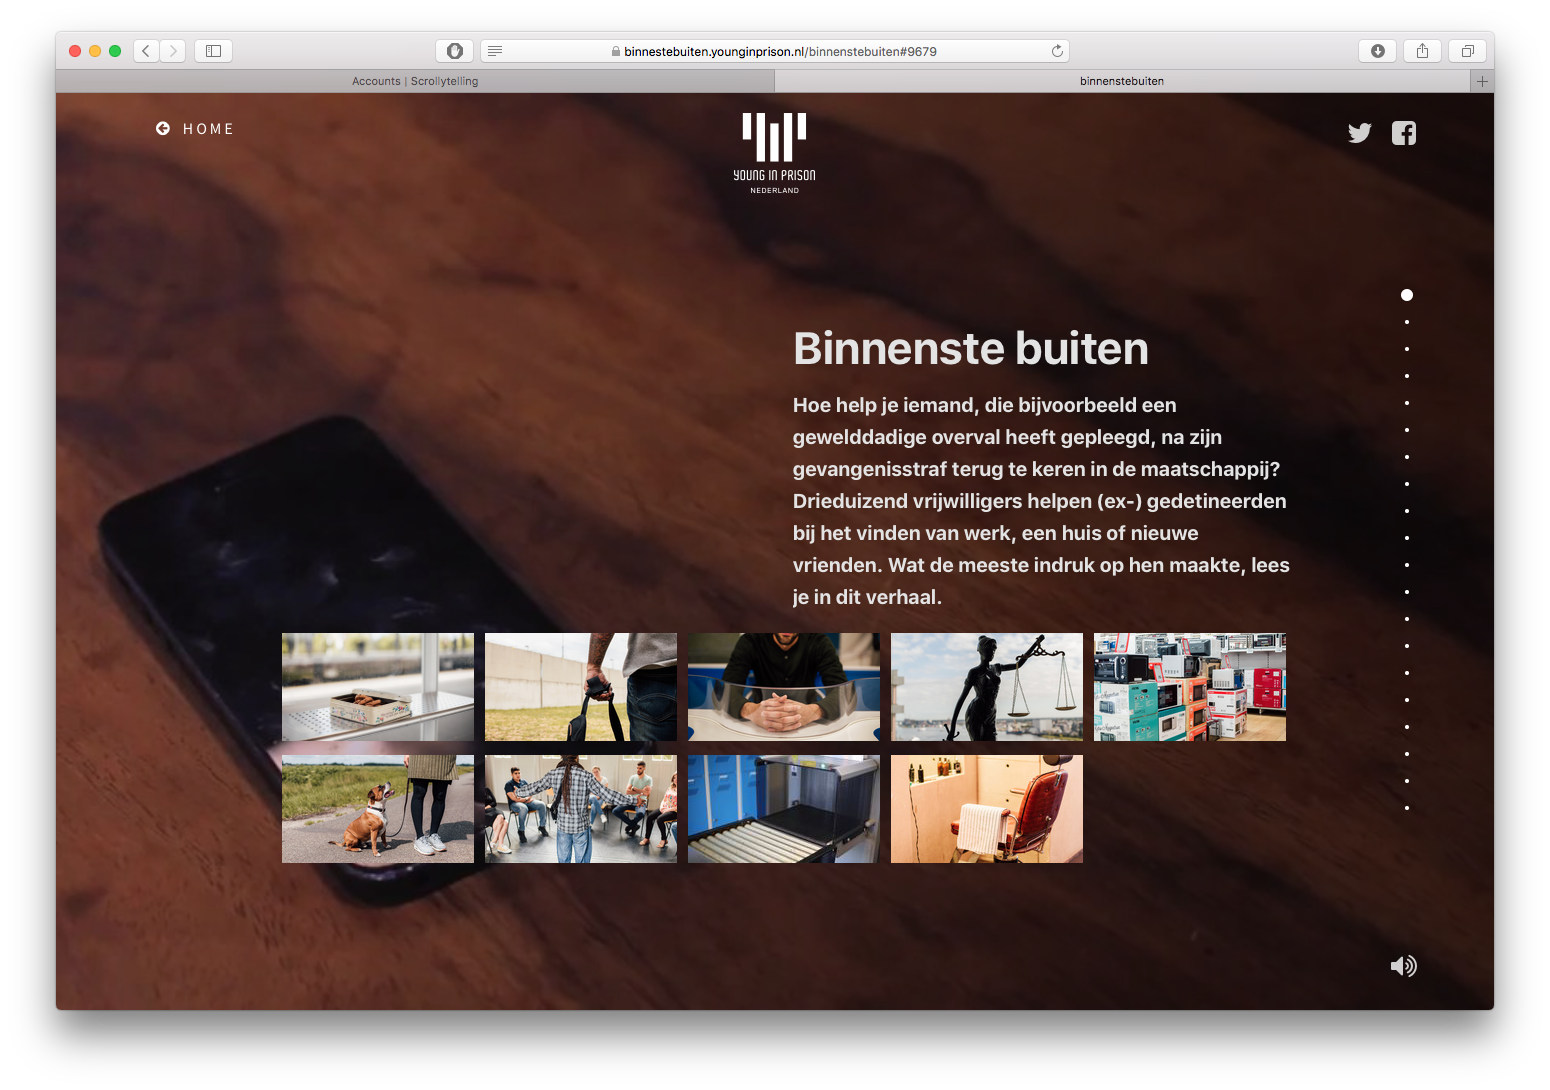 binnestebuiten.younginprison.nl/binnenstebuiten#9679
Accounts | Scrollytelling
binnenstebuiten
HOME
YOUNG IN PRISON
NEDERLAND
Binnenste buiten
Hoe help je iemand, die bijvoorbeeld een
gewelddadige overval heeft gepleegd, na zijn
gevangenisstraf terug te keren in de maatschappij?
Drieduizend vrijwilligers helpen (ex-) gedetineerden
bij het vinden van werk, een huis of nieuwe
vrienden. Wat de meeste indruk op hen maakte, lees
je in dit verhaal.